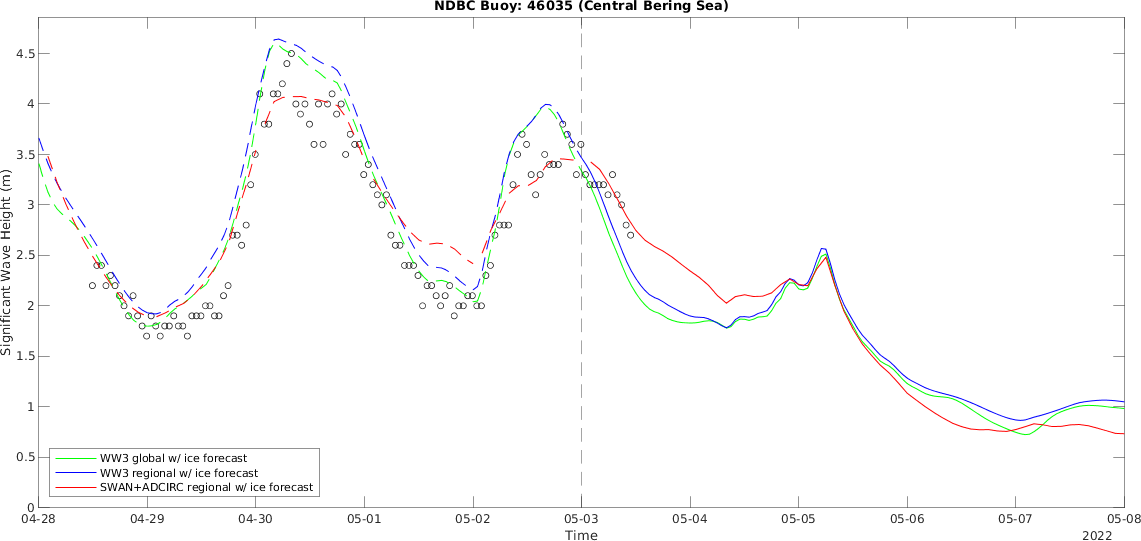 NDBC Buoy: 46035 (Central Bering Sea)
Significant Wave Height (m)
4.5
4
3.5
3
2.5
2
1.5
1
0.5
0
WW3 global w/ ice forecast
WW3 regional w/ ice forecast
SWAN+ADCIRC regional w/ ice forecast
04-28 04-29 04-30 05-01 05-02 05-03 05-04 05-05 05-06 05-07 05-08
Time
2022